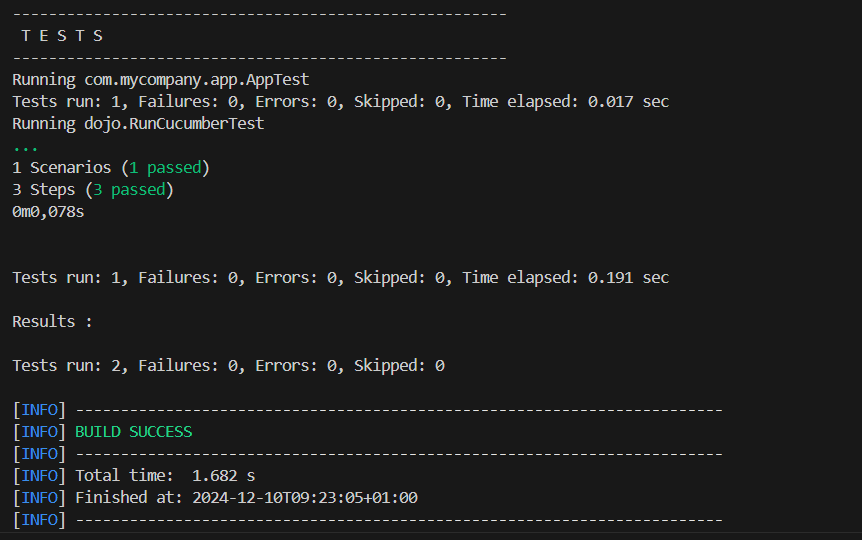 -------------------------------------------------------
T E S T S
-------------------------------------------------------
Running com.mycompany.app.AppTest
Tests run: 1, Failures: 0, Errors: 0, Skipped: 0, Time elapsed: 0.017 sec
Running dojo.RunCucumberTest
...
1 Scenarios (1 passed)
3 Steps (3 passed)
0m0,078s
Tests run: 1, Failures: 0, Errors: 0, Skipped: 0, Time elapsed: 0.191 sec
Results :
Tests run: 2, Failures: 0, Errors: 0, Skipped: 0
[INFO] ------------------------------------------------------------------------
[INFO] BUILD SUCCESS
[INFO] ------------------------------------------------------------------------
[INFO] Total time:  1.682 s
[INFO] Finished at: 2024-12-10T09:23:05+01:00
[INFO] ------------------------------------------------------------------------